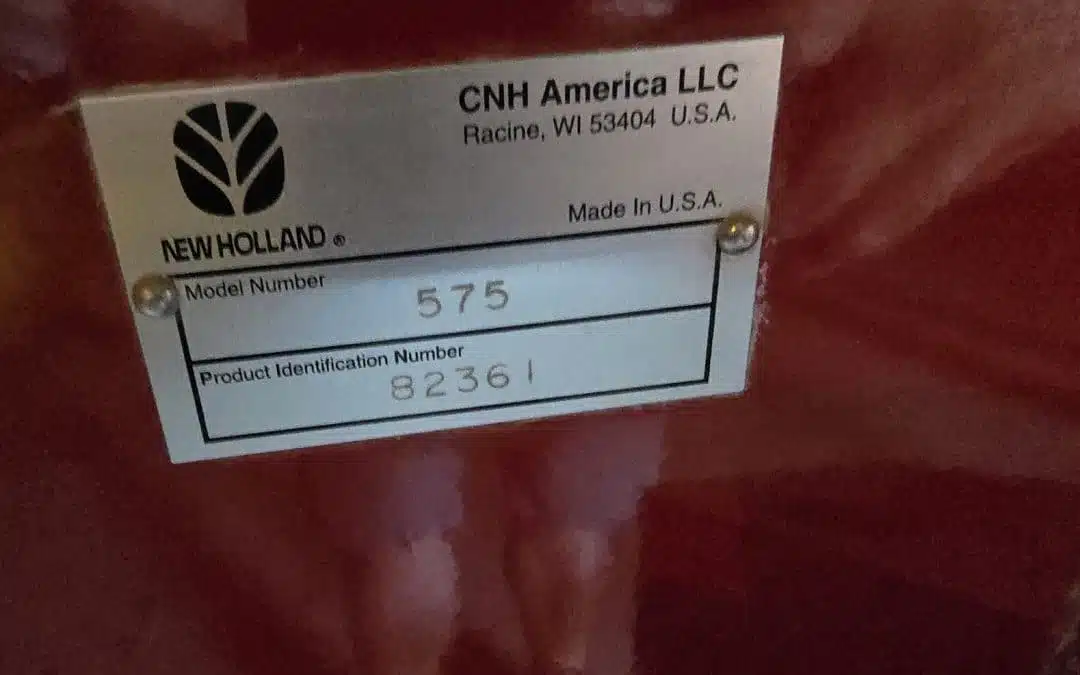 CNH America LLC
Racine, WI 53404 U.S.A.
Made In U.S.A.
NEW HOLLAND ®
Model Number
575
Product Identification Number
82361